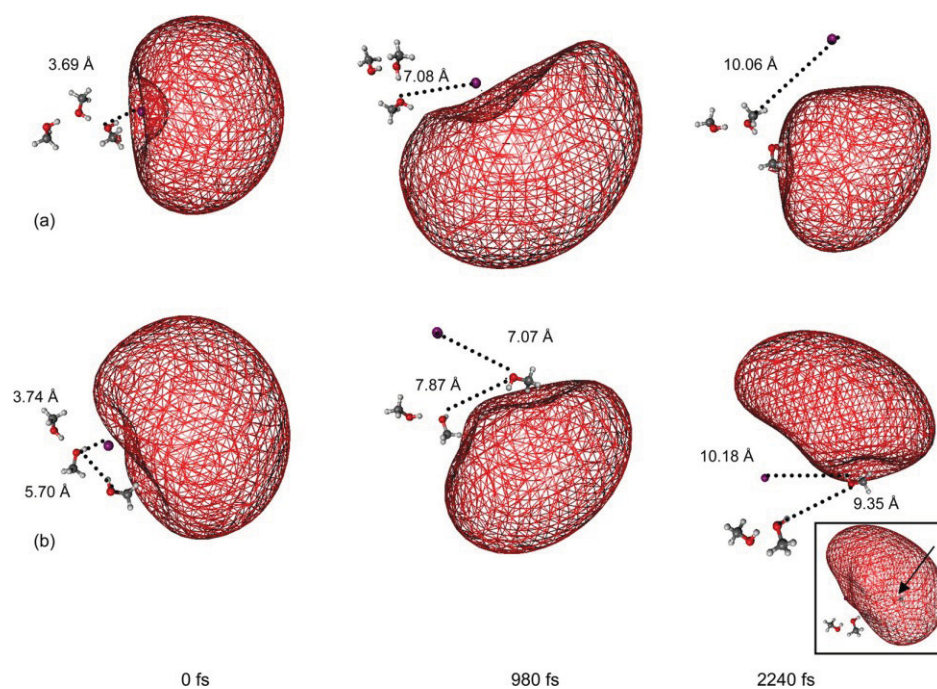 3.69 Å
7.08 Å
10.06 Å
(a)
3.74 Å
5.70 Å
7.07 Å
7.87 Å
10.18 Å
9.35 Å
(b)
0 fs
980 fs
2240 fs